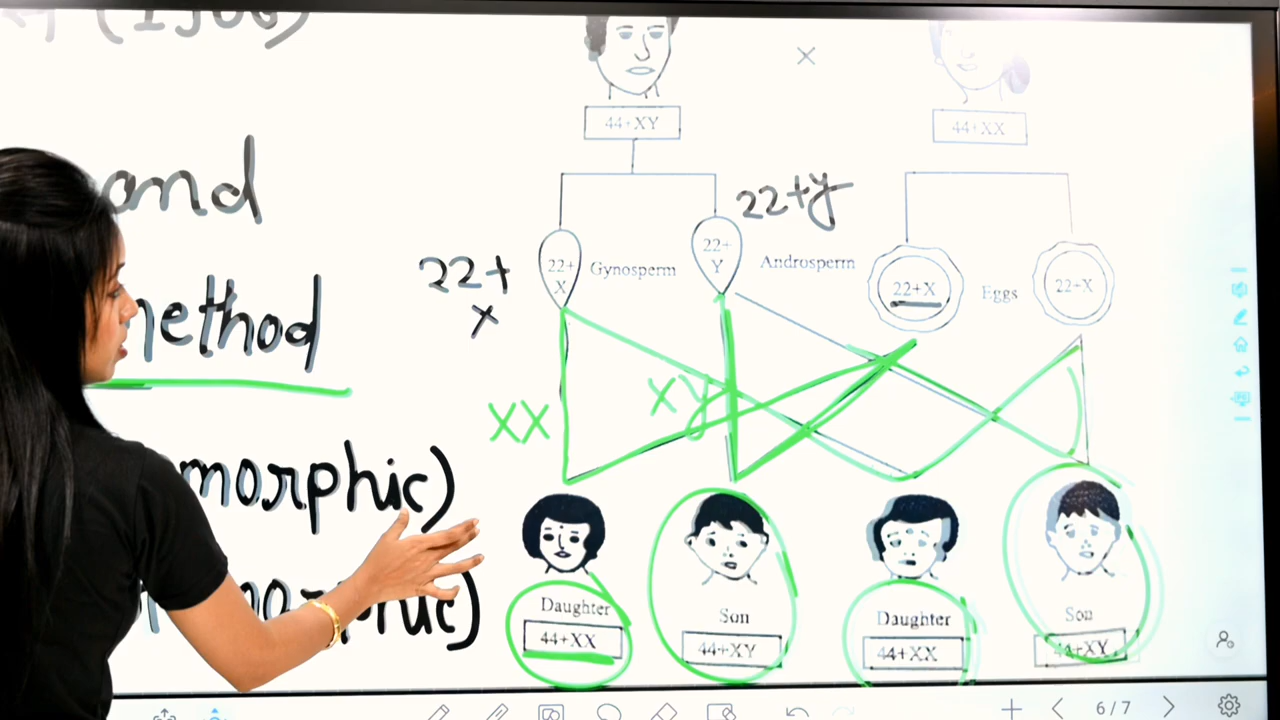 and
method
morphic)
44+XY
×
44+XX
22+y
22+
x
22+
X
Gynosperm
22+
Y
Androsperm
22+X
Eggs
22+X
XX
xy
Daughter
44+XX
Son
44+XY
Daughter
44+XX
Son
44+XY
6/7